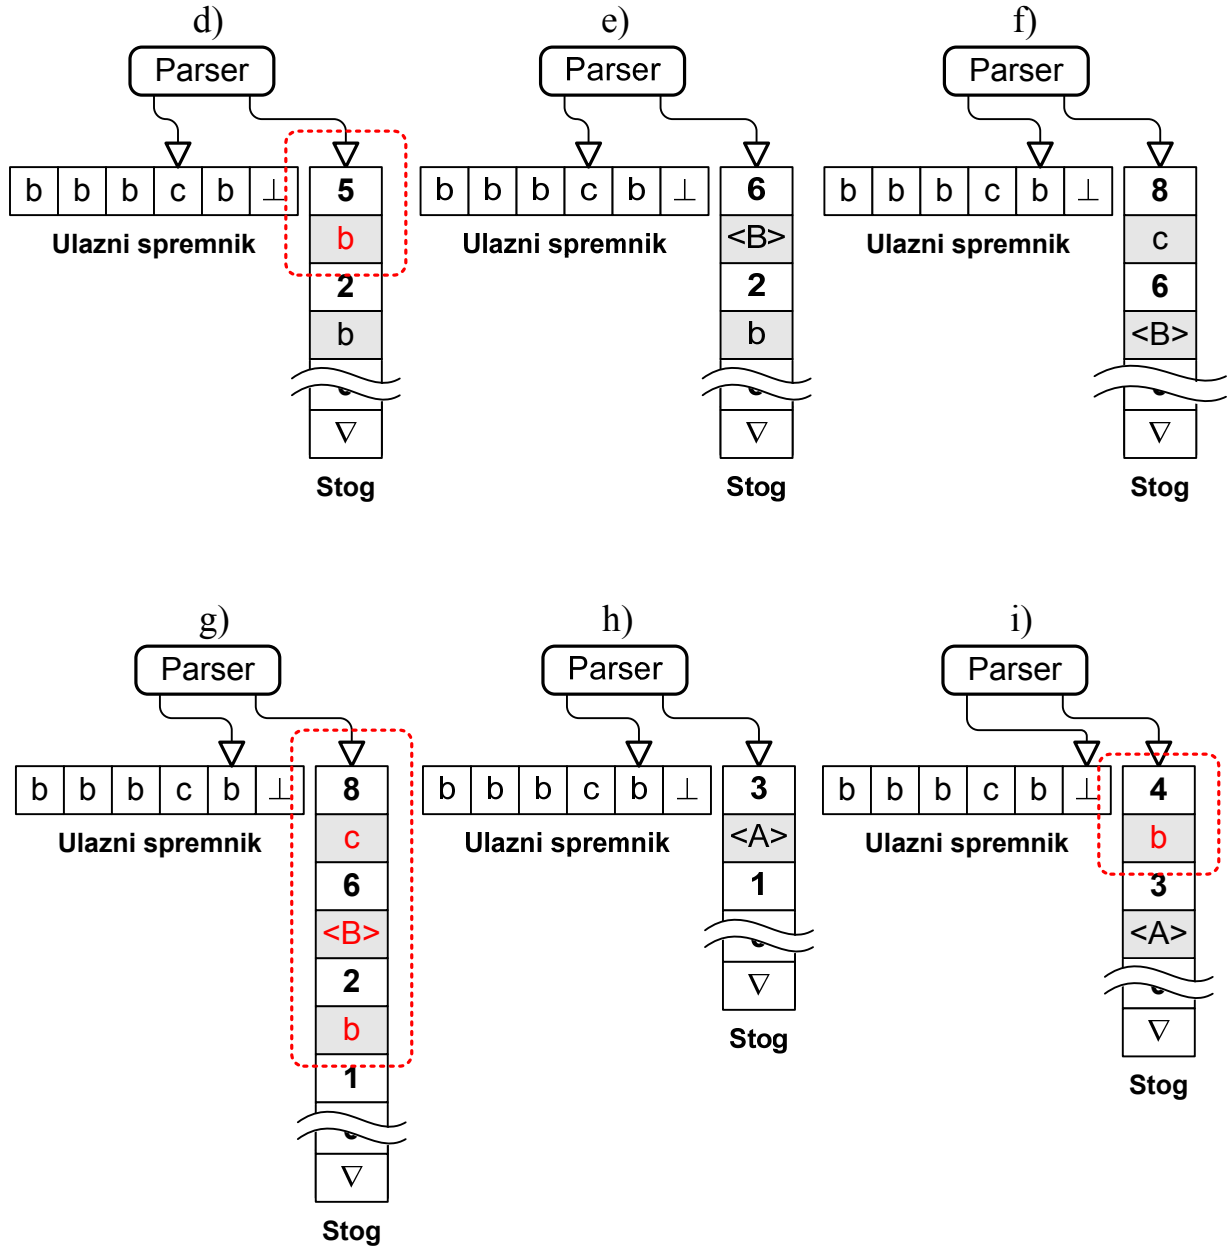 d) e) f)
Parser Parser Parser
b b b c b ⊥ 5 b b b c b ⊥ 6 b b b c b ⊥ 8
Ulazni spremnik b Ulazni spremnik <B> Ulazni spremnik c
2 2 6
b b <B>
∇ ∇ ∇
Stog Stog Stog
g) h) i)
Parser Parser Parser
b b b c b ⊥ 8 b b b c b ⊥ 3 b b b c b ⊥ 4
Ulazni spremnik c Ulazni spremnik <A> Ulazni spremnik b
6 1 3
<B> <A>
2 ∇
b Stog ∇
1 Stog
∇
Stog